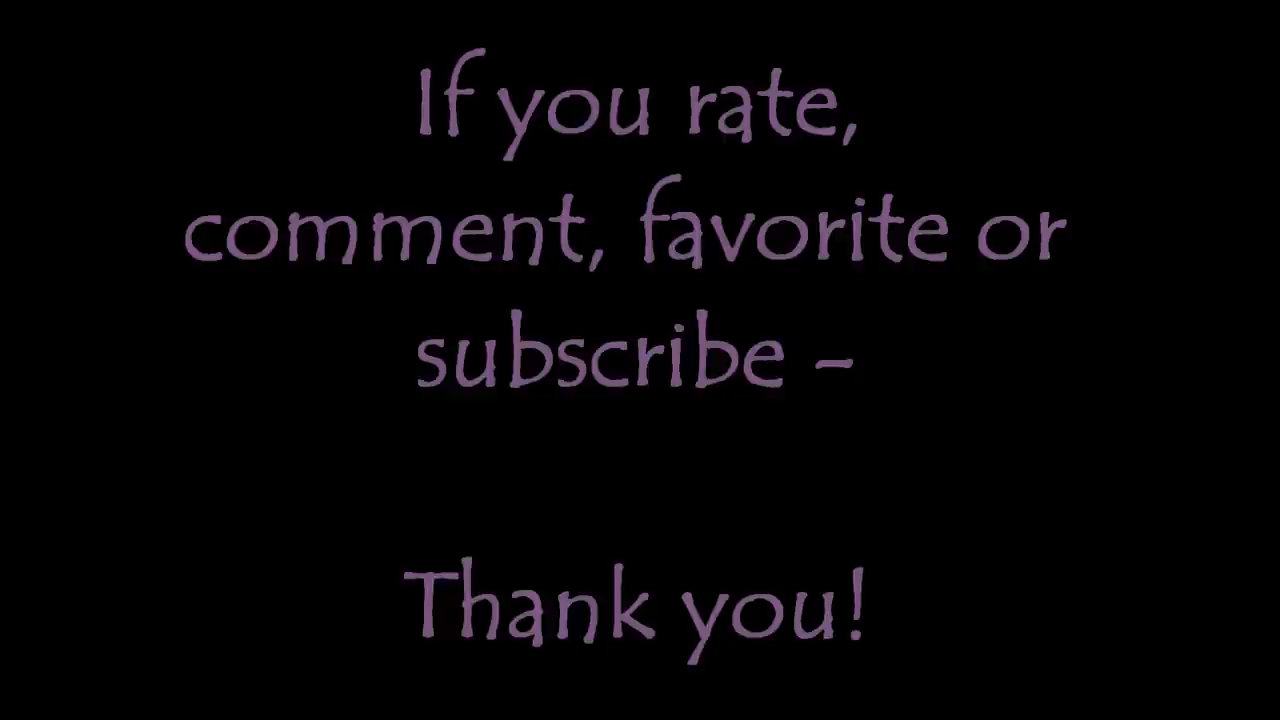 If you rate,
comment, favorite or
subscribe -
Thank you!